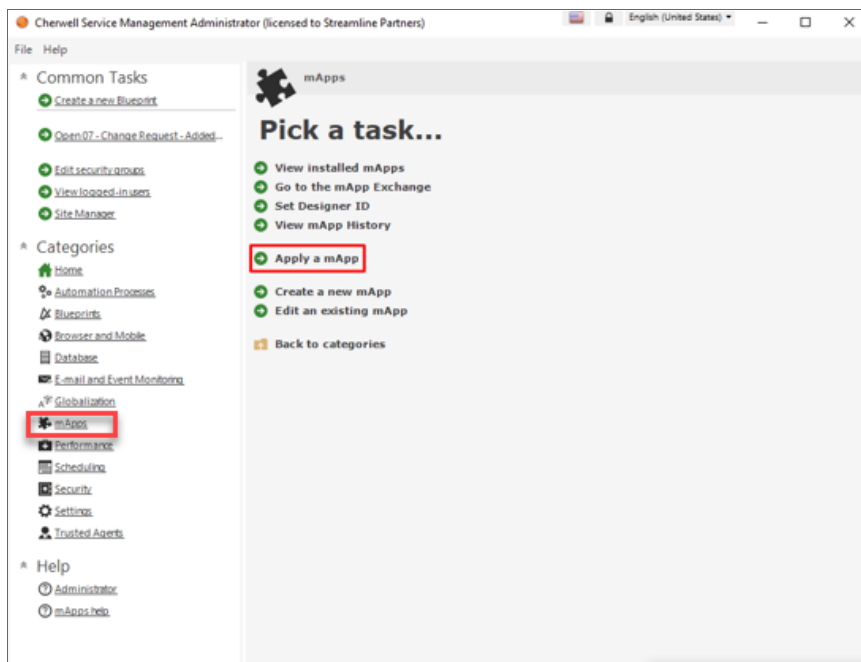 Cherwell Service Management Administrator (licensed to Streamline Partners)
English (United States)
File Help
Common Tasks
Create a new Blueprint
Open 07 - Change Request - Added...
Edit security groups
View logged-in users
Site Manager
Categories
Home
Automation Processes
Blueprints
Browser and Mobile
Database
E-mail and Event Monitoring
Globalization
mApps
Performance
Scheduling
Security
Settings
Trusted Agents
Help
Administrator
mApps help
mApps
Pick a task...
View installed mApps
Go to the mApp Exchange
Set Designer ID
View mApp History
Apply a mApp
Create a new mApp
Edit an existing mApp
Back to categories